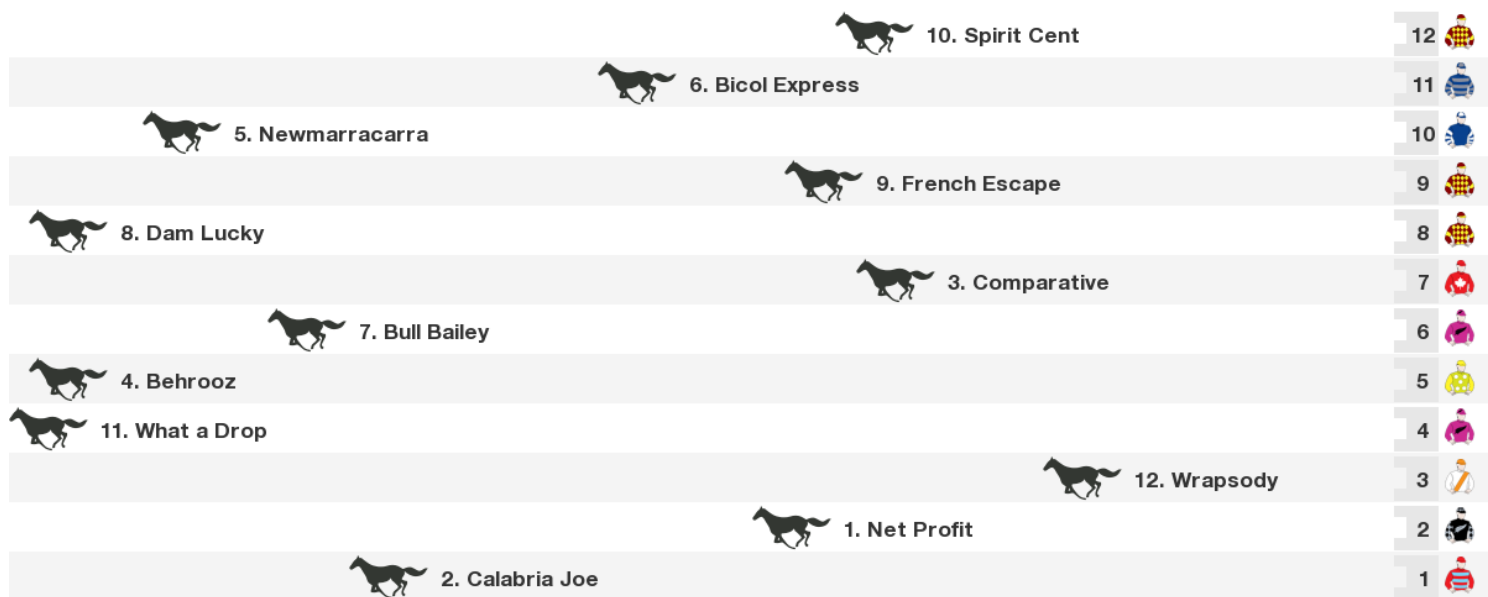 10. Spirit Cent 12
6. Bicol Express 11
5. Newmarracarra 10
9. French Escape 9
8. Dam Lucky 8
3. Comparative 7
7. Bull Bailey 6
4. Behrooz 5
11. What a Drop 4
12. Wrapsody 3
1. Net Profit 2
2. Calabria Joe 1